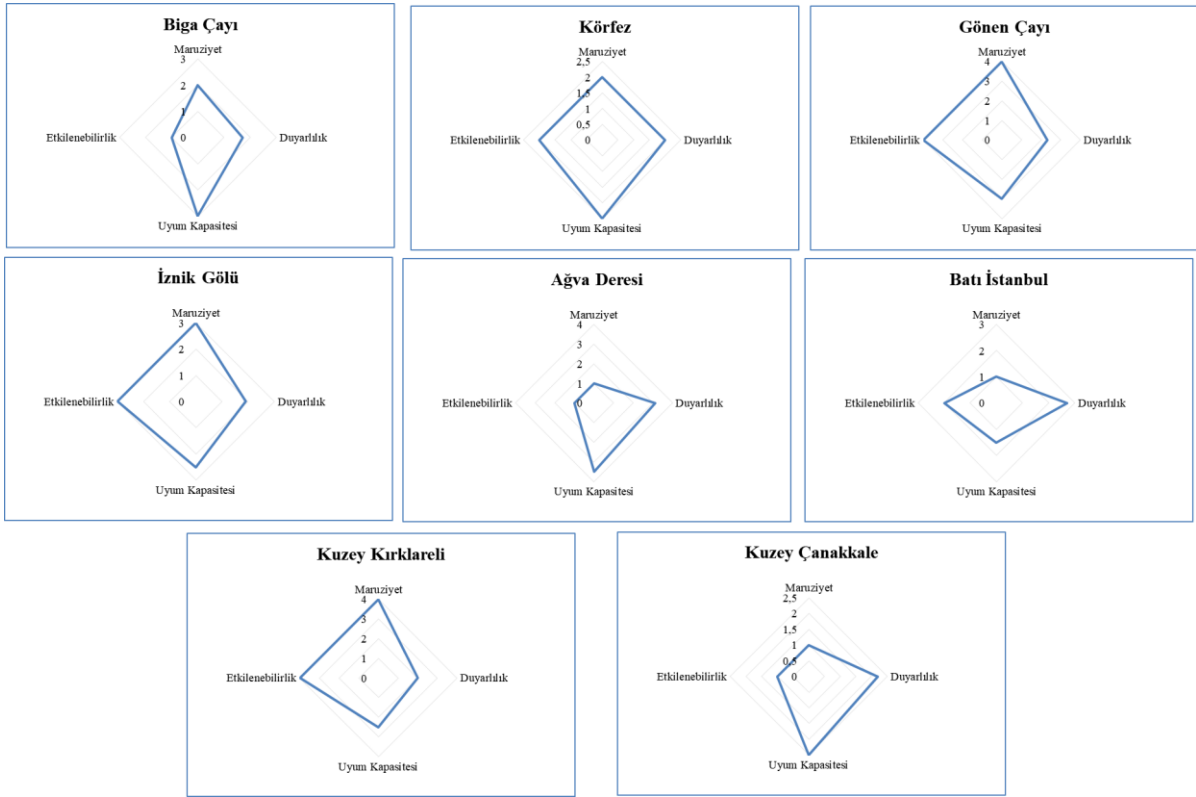 Biga Çayı
Maruziyet
3
2
1
0
Etkilenebilirlik
Duyarlılık
Uyum Kapasitesi
Körfez
Maruziyet
2,5
2
1,5
1
0,5
0
Etkilenebilirlik
Duyarlılık
Uyum Kapasitesi
Gönen Çayı
Maruziyet
4
3
2
1
0
Etkilenebilirlik
Duyarlılık
Uyum Kapasitesi
İznik Gölü
Maruziyet
3
2
1
0
Etkilenebilirlik
Duyarlılık
Uyum Kapasitesi
Ağva Deresi
Maruziyet
4
3
2
1
0
Etkilenebilirlik
Duyarlılık
Uyum Kapasitesi
Batı İstanbul
Maruziyet
3
2
1
0
Etkilenebilirlik
Duyarlılık
Uyum Kapasitesi
Kuzey Kırklareli
Maruziyet
4
3
2
1
0
Etkilenebilirlik
Duyarlılık
Uyum Kapasitesi
Kuzey Çanakkale
Maruziyet
2,5
2
1,5
1
0,5
0
Etkilenebilirlik
Duyarlılık
Uyum Kapasitesi